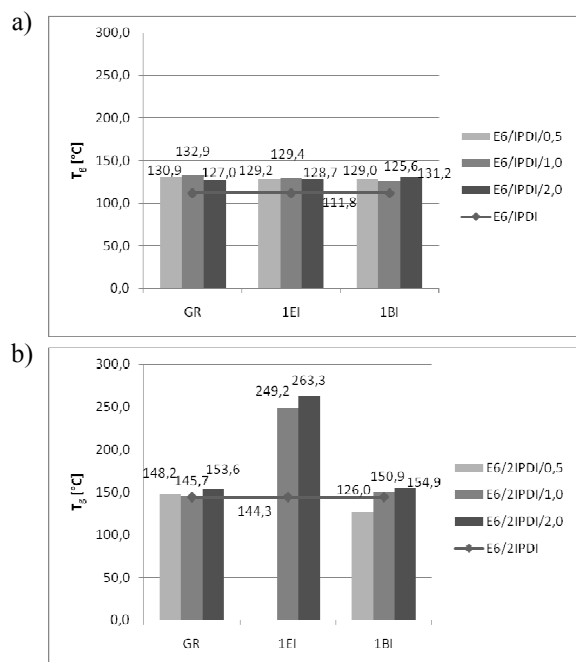 a)
300,0
250,0
200,0
150,0
100,0
50,0
0,0
Tg [°C]
130,9
132,9
127,0
129,2
129,4
128,7
111,8
129,0
125,6
131,2
GR
1EI
1BI
E6/IPDI/0,5
E6/IPDI/1,0
E6/IPDI/2,0
E6/IPDI
b)
300,0
250,0
200,0
150,0
100,0
50,0
0,0
Tg [°C]
148,2
145,7
153,6
144,3
249,2
263,3
126,0
150,9
154,9
GR
1EI
1BI
E6/2IPDI/0,5
E6/2IPDI/1,0
E6/2IPDI/2,0
E6/2IPDI